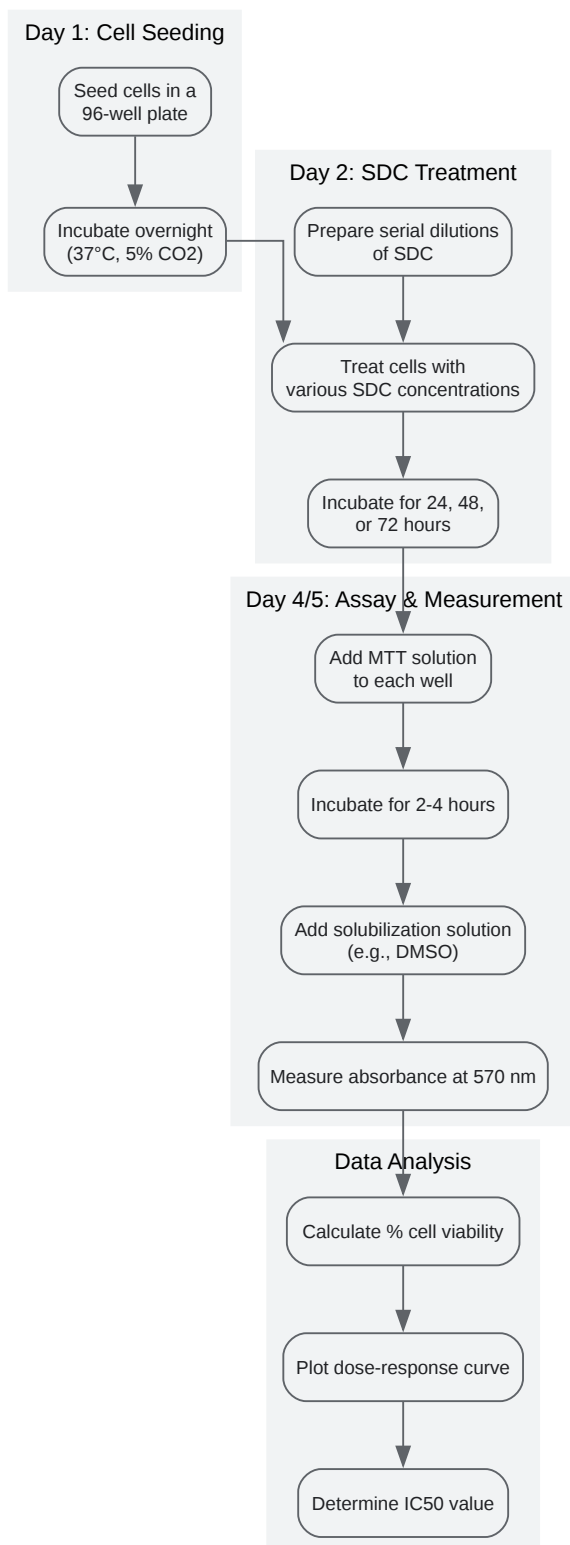 Day 1: Cell Seeding
Seed cells in a
96-well plate
Incubate overnight
(37°C, 5% CO2)
Day 2: SDC Treatment
Prepare serial dilutions
of SDC
Treat cells with
various SDC concentrations
Incubate for 24, 48,
or 72 hours
Day 4/5: Assay & Measurement
Add MTT solution
to each well
Incubate for 2-4 hours
Add solubilization solution
(e.g., DMSO)
Measure absorbance at 570 nm
Data Analysis
Calculate % cell viability
Plot dose-response curve
Determine IC50 value